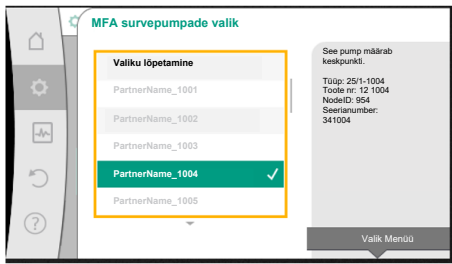 MFA survepumpade valik
Valiku lõpetamine
PartnerName_1001
PartnerName_1002
PartnerName_1003
PartnerName_1004
PartnerName_1005
See pump määrab
keskpunkti.
Tüüp: 25/1-1004
Toote nr: 12 1004
NodeID: 954
Seerianumber:
341004
Valik Menüü